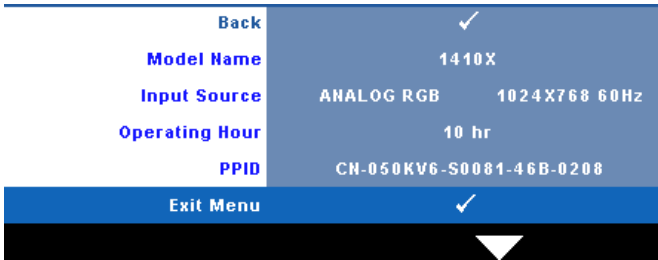 Back ✓
Model Name 1410X
Input Source ANALOG RGB 1024X768 60Hz
Operating Hour 10 hr
PPID CN-050KV6-S0081-46B-0208
Exit Menu ✓